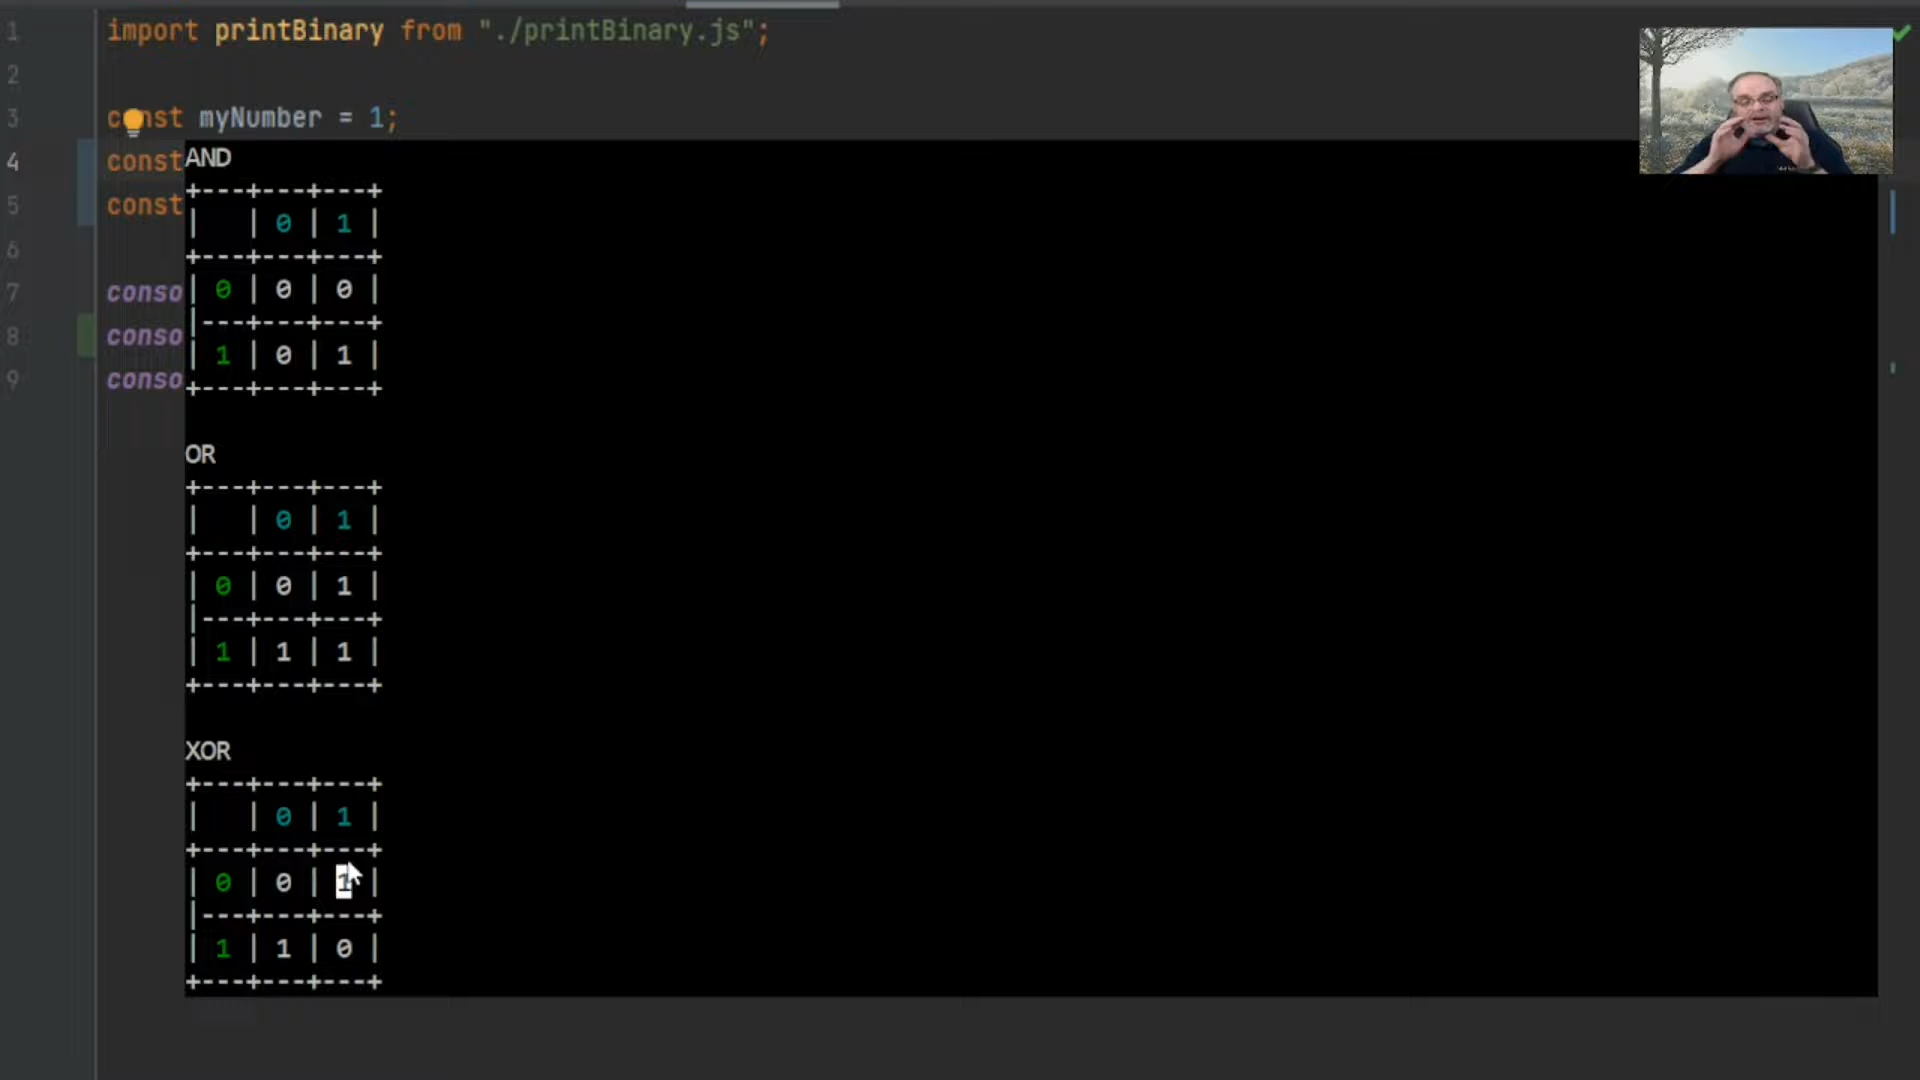 1 import printBinary from "./printBinary.js";
2
3 const myNumber = 1;
4 const
5 const
6
7 conso
8 conso
9 conso
AND
+---+---+---+
|   | 0 | 1 |
+---+---+---+
| 0 | 0 | 0 |
|---+---+---+
| 1 | 0 | 1 |
+---+---+---+
OR
+---+---+---+
|   | 0 | 1 |
+---+---+---+
| 0 | 0 | 1 |
|---+---+---+
| 1 | 1 | 1 |
+---+---+---+
XOR
+---+---+---+
|   | 0 | 1 |
+---+---+---+
| 0 | 0 | 1 |
|---+---+---+
| 1 | 1 | 0 |
+---+---+---+